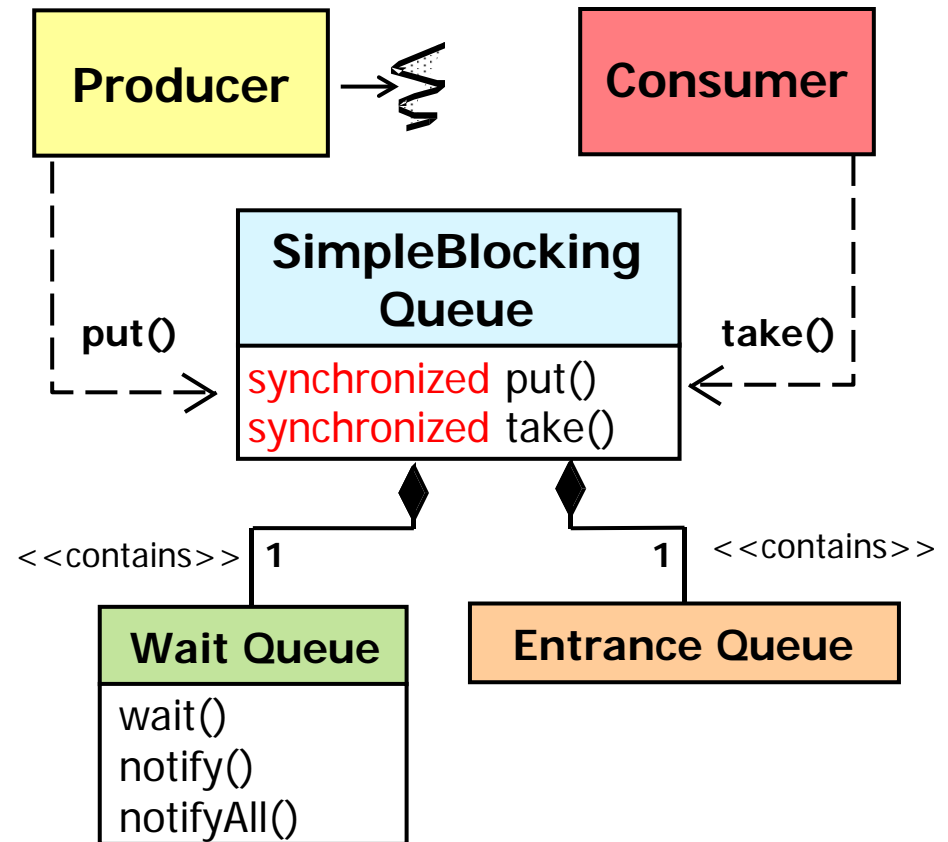 Producer
Consumer
SimpleBlocking
Queue
put()
take()
synchronized put()
synchronized take()
<<contains>> 1
1 <<contains>>
Wait Queue
Entrance Queue
wait()
notify()
notifyAll()